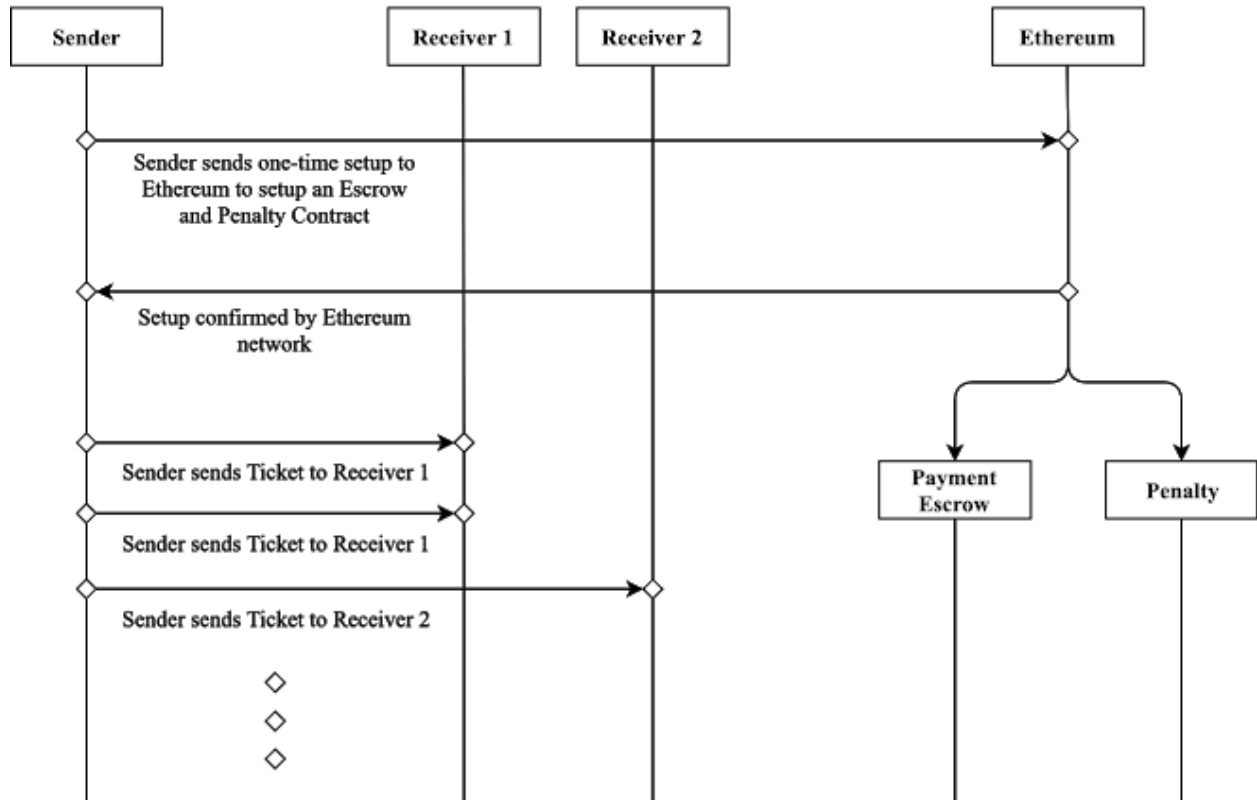 Sender
Receiver 1
Receiver 2
Ethereum
Sender sends one-time setup to
Ethereum to setup an Escrow
and Penalty Contract
Setup confirmed by Ethereum
network
Sender sends Ticket to Receiver 1
Payment
Escrow
Penalty
Sender sends Ticket to Receiver 1
Sender sends Ticket to Receiver 2